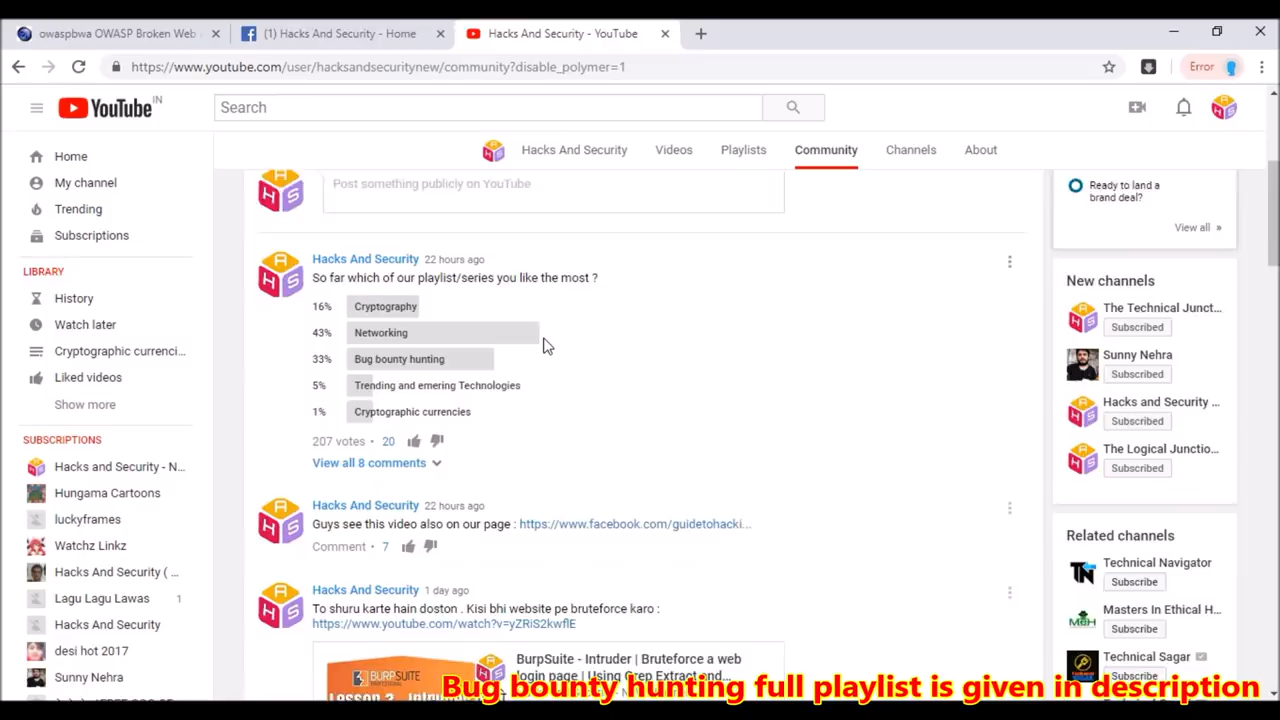 owaspbwa OWASP Broken Web
(1) Hacks And Security - Home
Hacks And Security - YouTube
https://www.youtube.com/user/hacksandsecuritynew/community?disable_polymer=1
Error
YouTube IN
Search
Hacks And Security
Videos
Playlists
Community
Channels
About
Home
My channel
Trending
Subscriptions
LIBRARY
History
Watch later
Cryptographic currenci...
Liked videos
Show more
SUBSCRIPTIONS
Hacks and Security - N...
Hungama Cartoons
luckyframes
Watchz Linkz
Hacks And Security ( ...
Lagu Lagu Lawas 1
Hacks And Security
desi hot 2017
Sunny Nehra
Post something publicly on YouTube
Hacks And Security 22 hours ago
So far which of our playlist/series you like the most ?
16% Cryptography
43% Networking
33% Bug bounty hunting
5% Trending and emering Technologies
1% Cryptographic currencies
207 votes • 20
View all 8 comments
Hacks And Security 22 hours ago
Guys see this video also on our page : https://www.facebook.com/guidetohacki...
Comment • 7
Hacks And Security 1 day ago
To shuru karte hain doston . Kisi bhi website pe bruteforce karo :
https://www.youtube.com/watch?v=yZRiS2kwflE
BURPSUITE
BurpSuite - Intruder | Bruteforce a web
login page | Using Grep Extract and...
Ready to land a
brand deal?
View all »
New channels
The Technical Junct...
Subscribed
Sunny Nehra
Subscribed
Hacks and Security ...
Subscribed
The Logical Junctio...
Subscribed
Related channels
Technical Navigator
Subscribe
Masters In Ethical H...
Subscribe
Technical Sagar
Subscribe
Bug bounty hunting full playlist is given in description